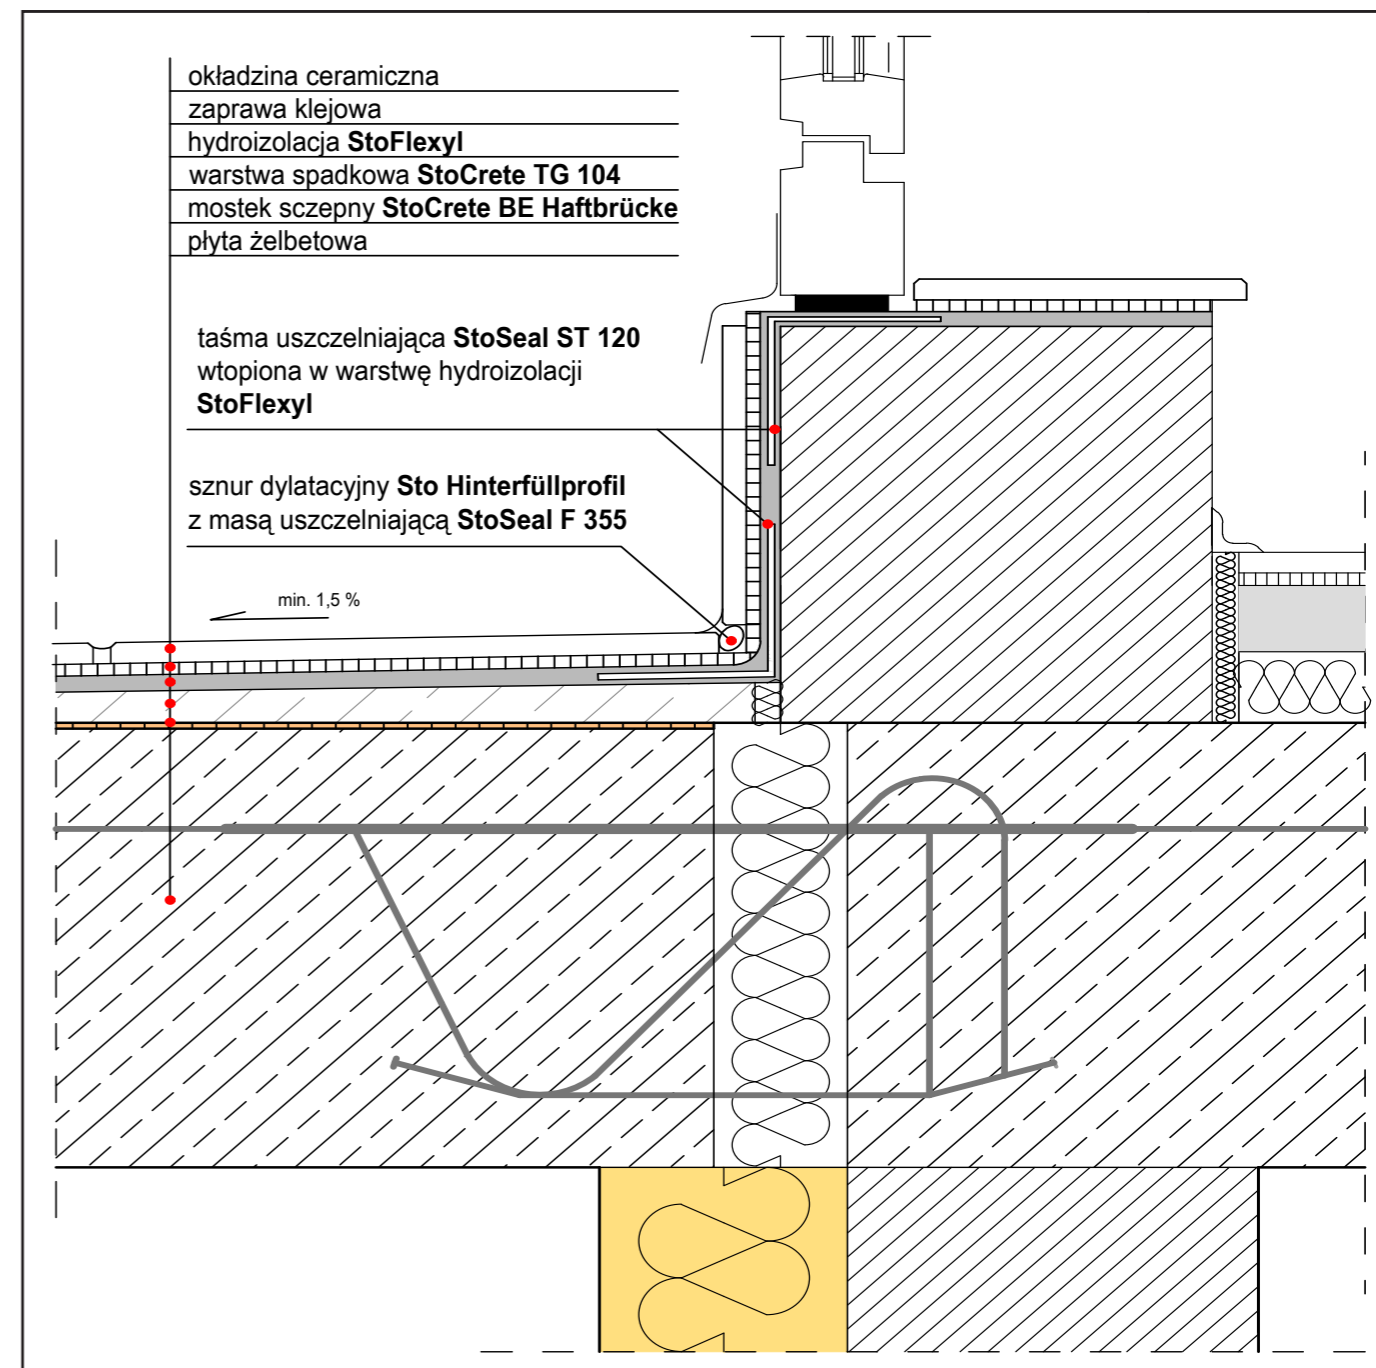 okładzina ceramiczna
zaprawa klejowa
hydroizolacja StoFlexyl
warstwa spadkowa StoCrete TG 104
mostek sczepny StoCrete BE Haftbrücke
płyta żelbetowa
taśma uszczelniająca StoSeal ST 120
wtopiona w warstwę hydroizolacji
StoFlexyl
sznur dylatacyjny Sto Hinterfüllprofil
z masą uszczelniającą StoSeal F 355
min. 1,5 %